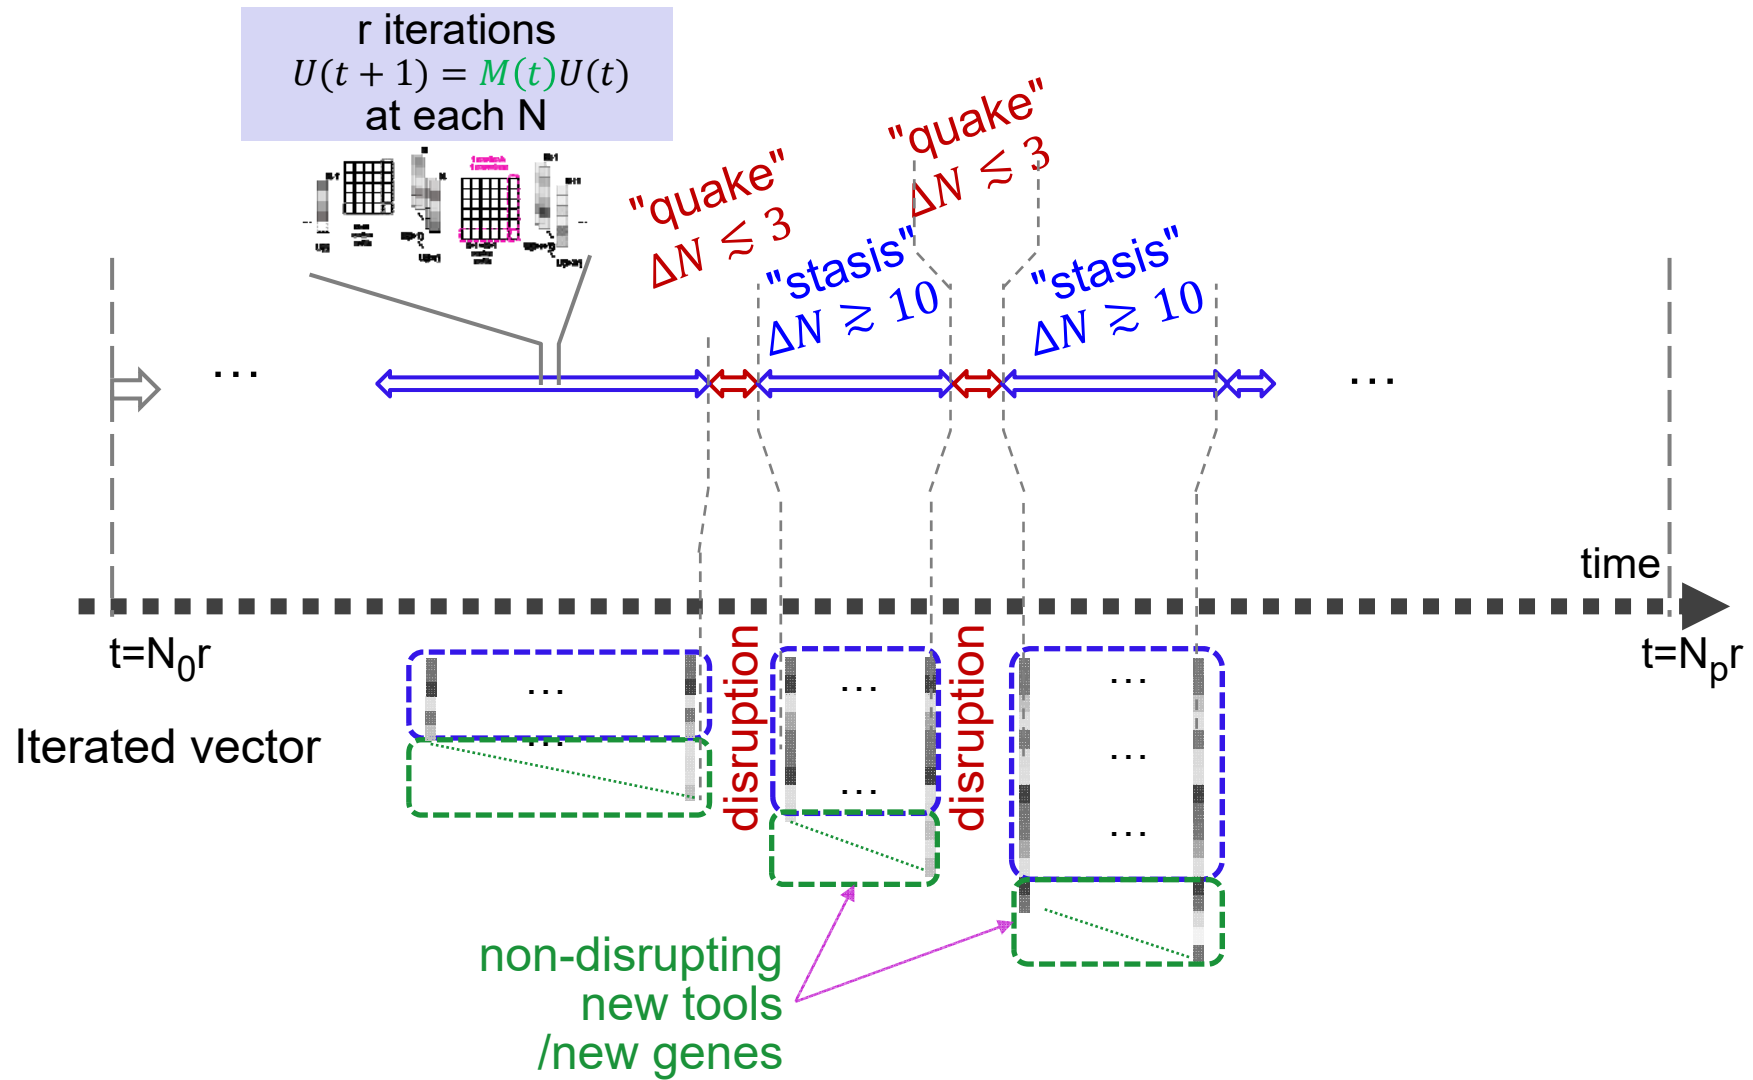 r iterations
U(t + 1) = M(t)U(t)
at each N
"quake"
ΔN ≲ 3
"quake"
ΔN ≲ 3
"stasis"
ΔN ≳ 10
"stasis"
ΔN ≳ 10
...
...
time
t=N₀r
t=Nₚr
Iterated vector
...
...
disruption
...
...
disruption
...
...
...
non-disrupting
new tools
/new genes